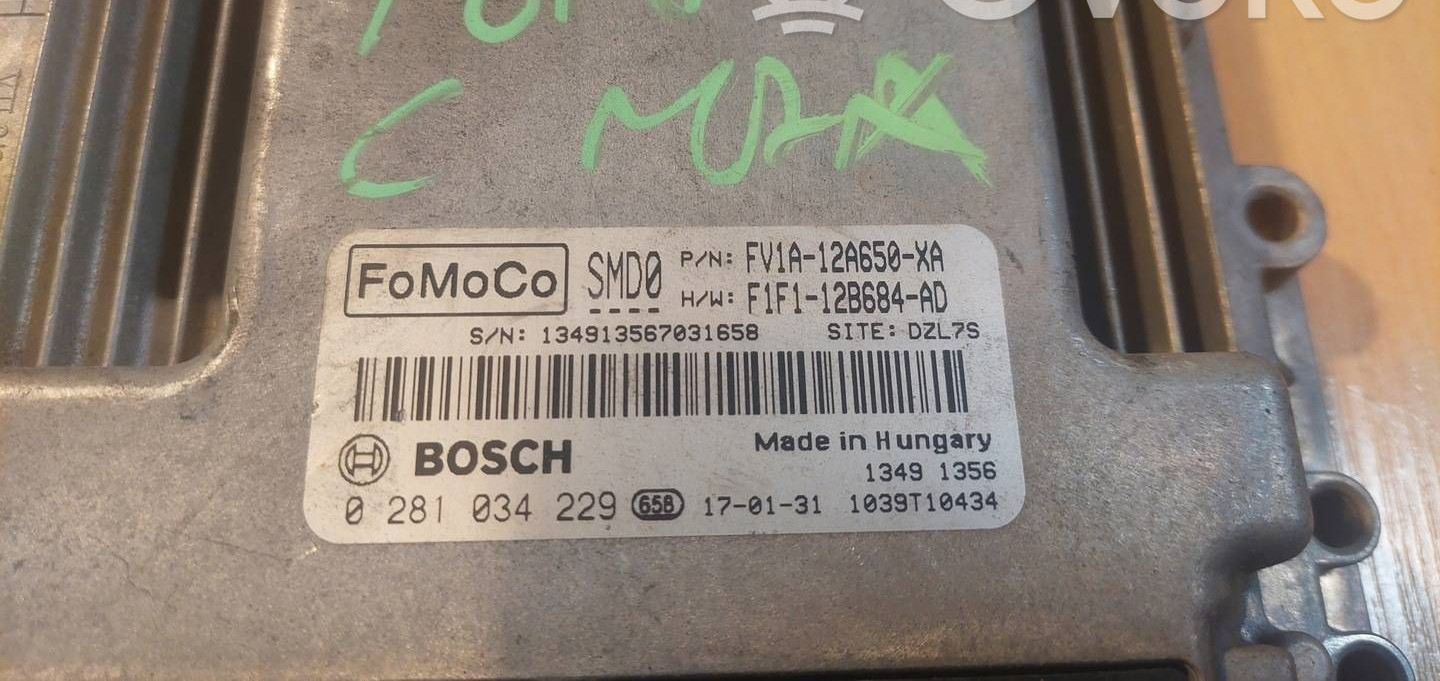 C MAX
FoMoCo SMD0 P/N: FV1A-12A650-XA
H/W: F1F1-12B684-AD
S/N: 134913567031658 SITE: DZL7S
BOSCH Made in Hungary
1349 1356
0 281 034 229 658 17-01-31 1039T10434